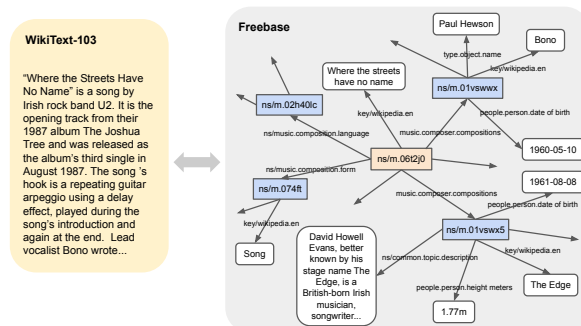 WikiText-103
"Where the Streets Have
No Name" is a song by
Irish rock band U2. It is the
opening track from their
1987 album The Joshua
Tree and was released as
the album's third single in
August 1987. The song 's
hook is a repeating guitar
arpeggio using a delay
effect, played during the
song's introduction and
again at the end.  Lead
vocalist Bono wrote...
Freebase
Paul Hewson
Bono
type.object.name
key/wikipedia.en
Where the streets
have no name
ns/m.01vswwx
ns/m.02h40lc
key/wikipedia.en
people.person.date of birth
ns/music.composition.language
music.composer.compositions
1960-05-10
ns/m.06t2j0
ns/music.composition.form
1961-08-08
ns/m.074ft
music.composer.compositions
people.person.date of birth
key/wikipedia.en
ns/m.01vswx5
Song
David Howell
Evans, better
known by his
stage name The
Edge, is a
British-born Irish
musician,
songwriter...
ns/common.topic.description
key/wikipedia.en
The Edge
people.person.height meters
1.77m